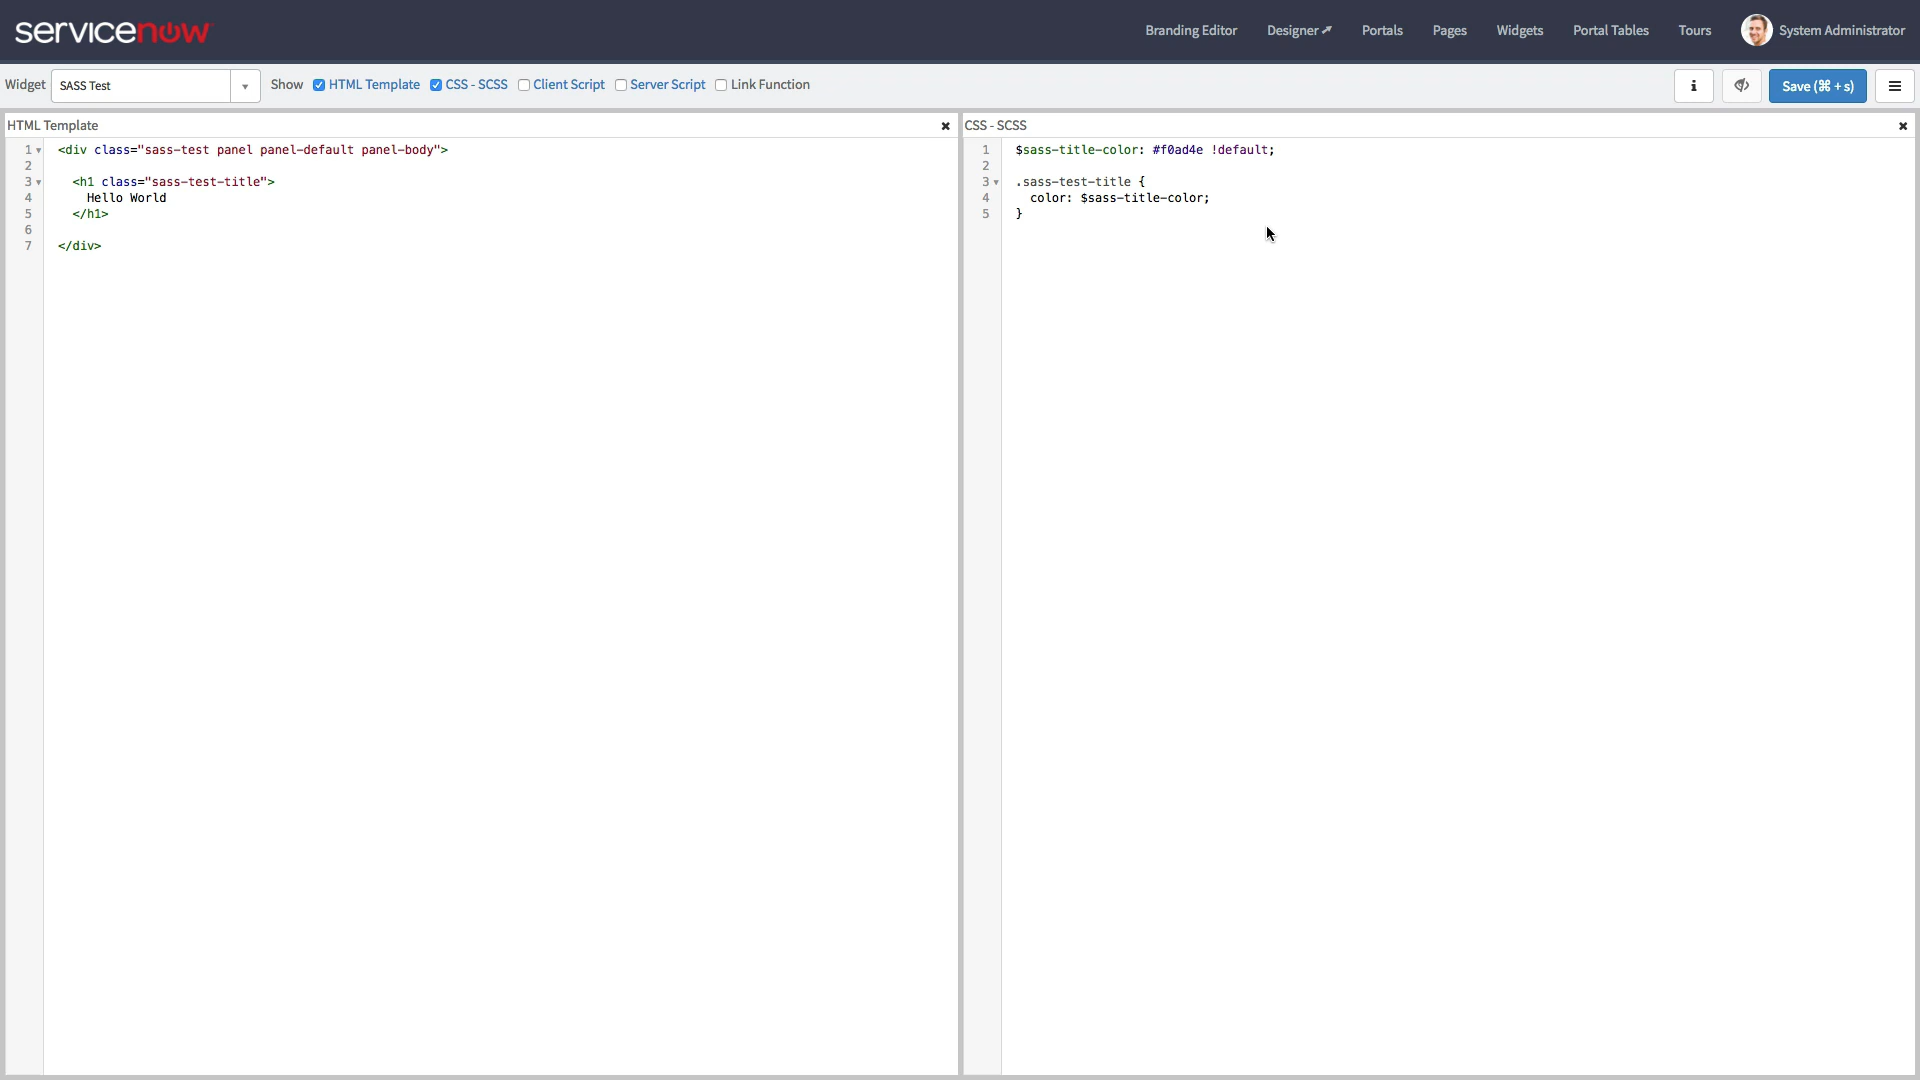 servicenow
Branding Editor Designer Portals Pages Widgets Portal Tables Tours System Administrator
Widget SASS Test Show HTML Template CSS - SCSS Client Script Server Script Link Function i Save (⌘ + s)
HTML Template
1 <div class="sass-test panel panel-default panel-body">
2
3 <h1 class="sass-test-title">
4 Hello World
5 </h1>
6
7 </div>
CSS - SCSS
1 $sass-title-color: #f0ad4e !default;
2
3 .sass-test-title {
4 color: $sass-title-color;
5 }